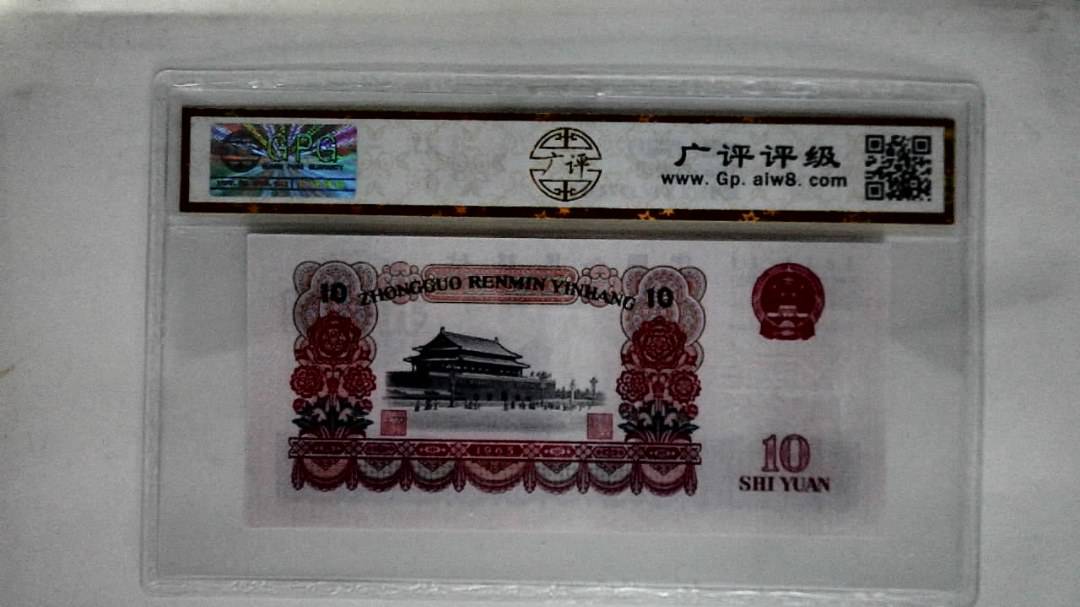 GPG
广评
广评评级
www. Gp. aiw8. com
10 ZHONGGUO RENMIN YINHANG 10
1965
10
SHI YUAN